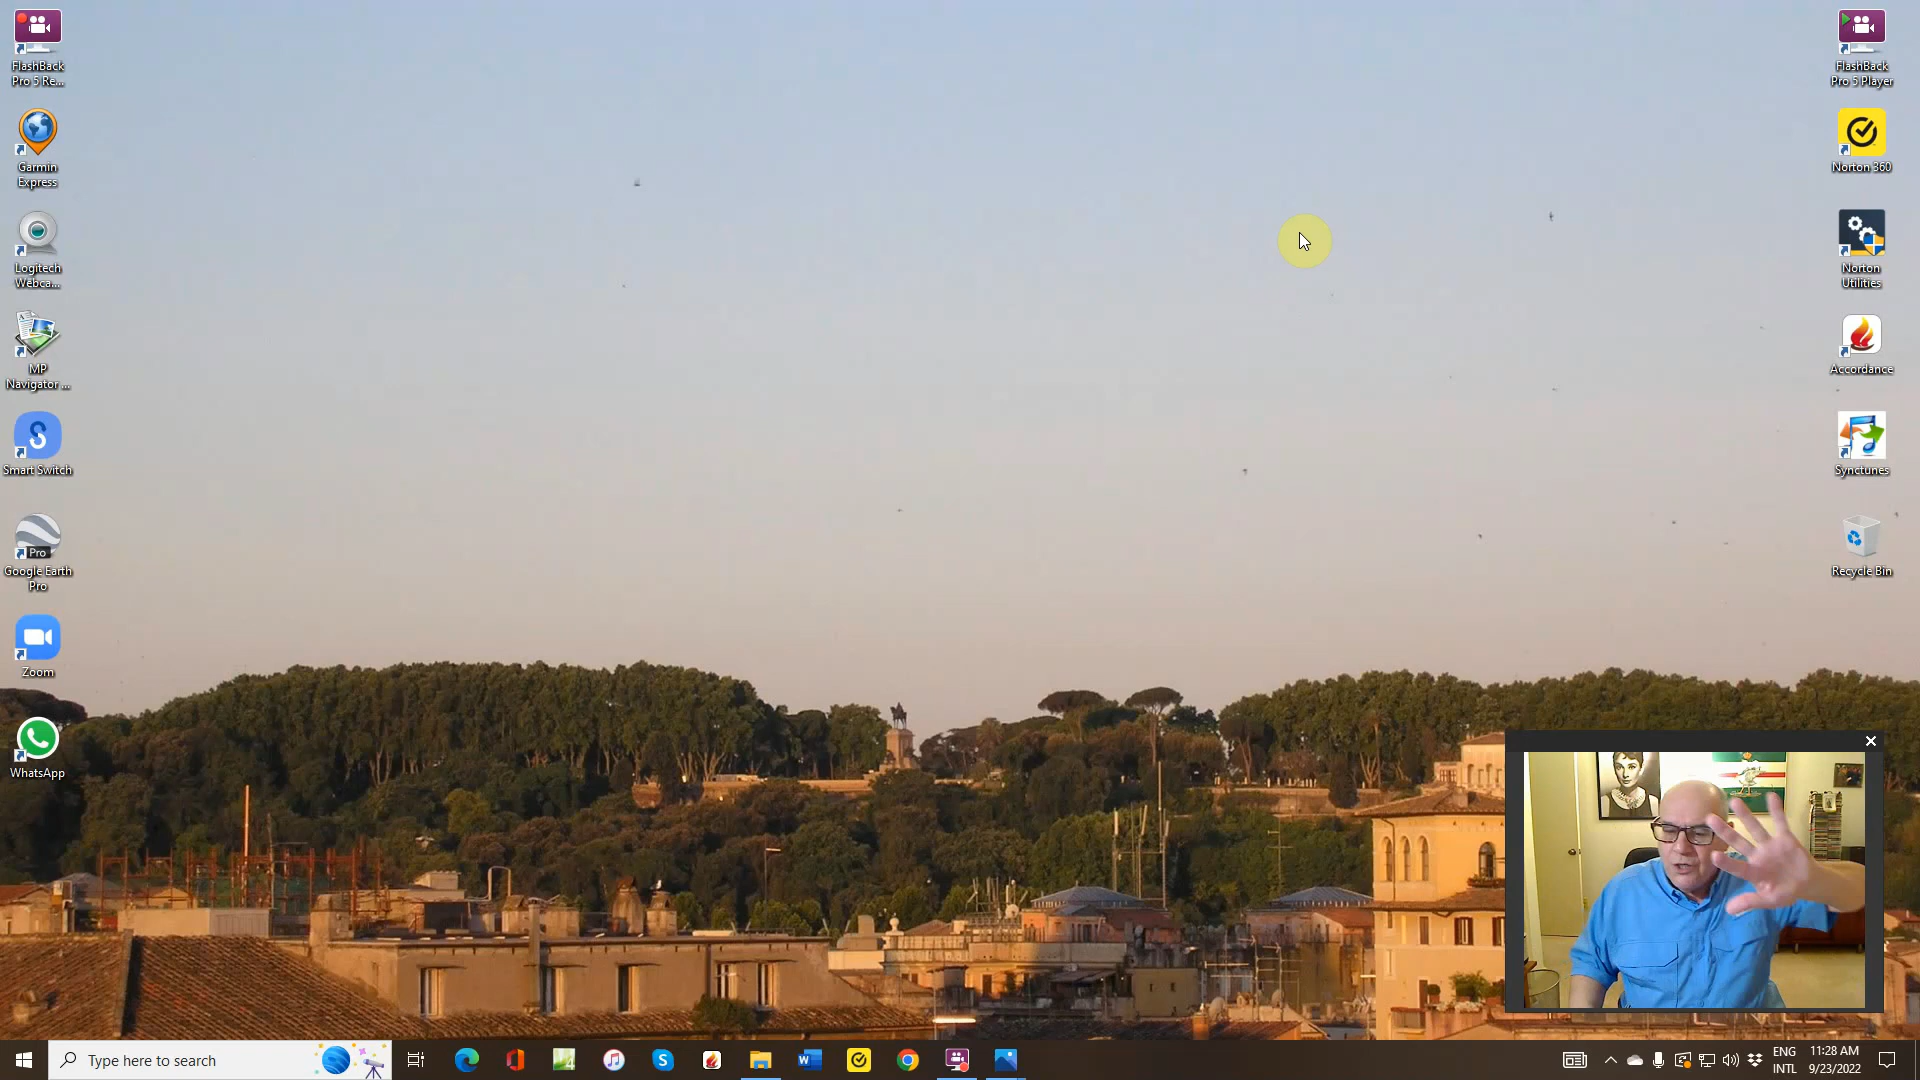 FlashBack
Pro 5 Re...
Garmin
Express
Logitech
Webca...
MP
Navigator ...
Smart Switch
Pro
Google Earth
Pro
Zoom
WhatsApp
FlashBack
Pro 5 Player
Norton 360
Norton
Utilities
Accordance
Synctunes
Recycle Bin
Type here to search
ENG
INTL
11:28 AM
9/23/2022